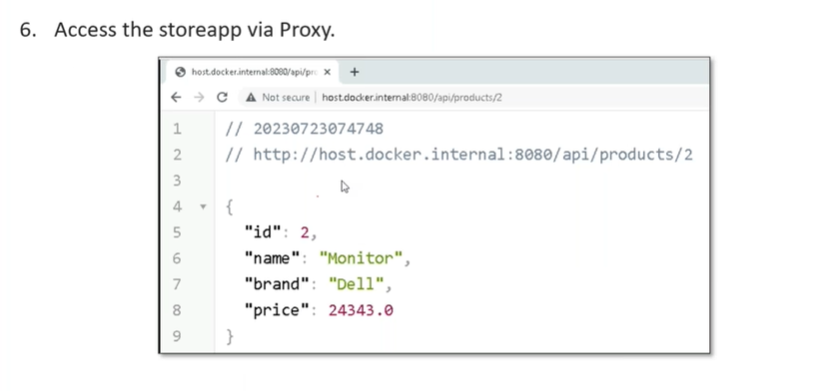 6. Access the storeapp via Proxy.
host.docker.internal:8080/api/pr x +
Not secure | host.docker.internal:8080/api/products/2
1 // 20230723074748
2 // http://host.docker.internal:8080/api/products/2
3
4 {
5 "id": 2,
6 "name": "Monitor",
7 "brand": "Dell",
8 "price": 24343.0
9 }